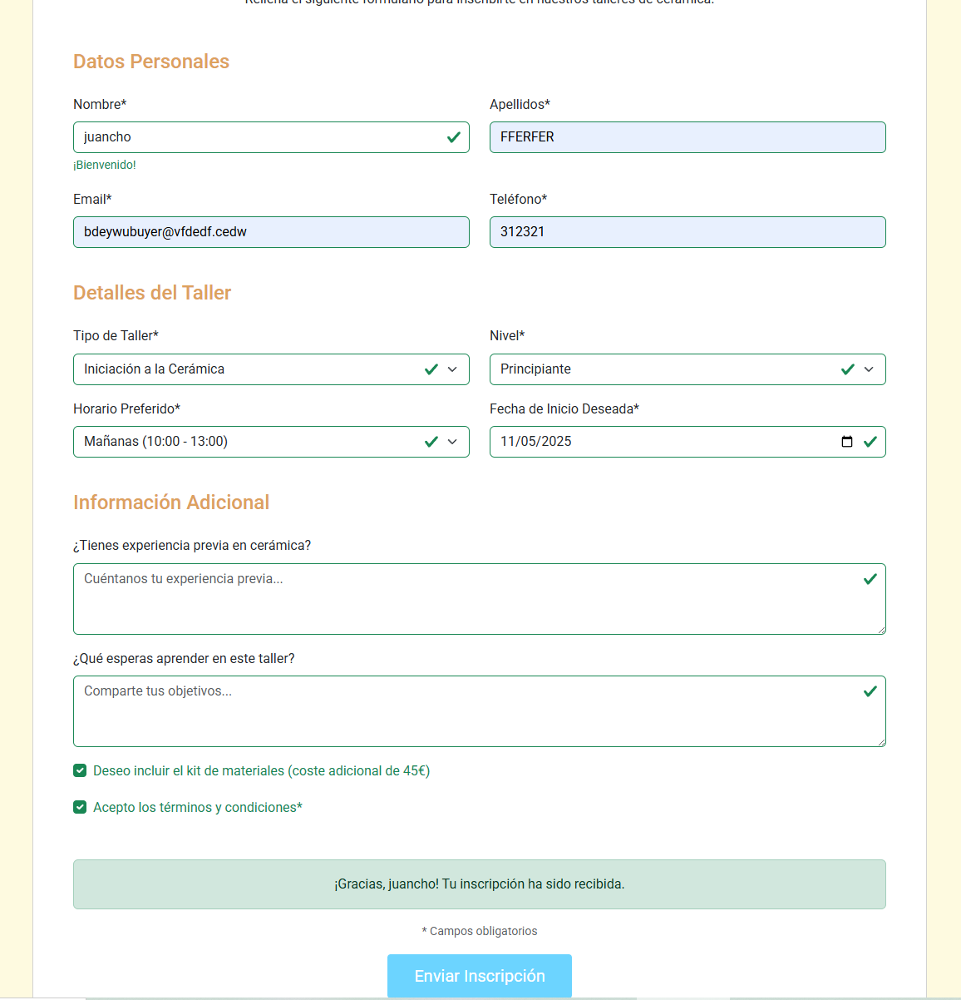 Rellena el siguiente formulario para inscribirte en nuestros talleres de cerámica.
Datos Personales
Nombre*
Apellidos*
juancho
FFERFER
¡Bienvenido!
Email*
Teléfono*
bdeywubuyer@vfdedf.cedw
312321
Detalles del Taller
Tipo de Taller*
Nivel*
Iniciación a la Cerámica
Principiante
Horario Preferido*
Fecha de Inicio Deseada*
Mañanas (10:00 - 13:00)
11/05/2025
Información Adicional
¿Tienes experiencia previa en cerámica?
Cuéntanos tu experiencia previa...
¿Qué esperas aprender en este taller?
Comparte tus objetivos...
Deseo incluir el kit de materiales (coste adicional de 45€)
Acepto los términos y condiciones*
¡Gracias, juancho! Tu inscripción ha sido recibida.
* Campos obligatorios
Enviar Inscripción